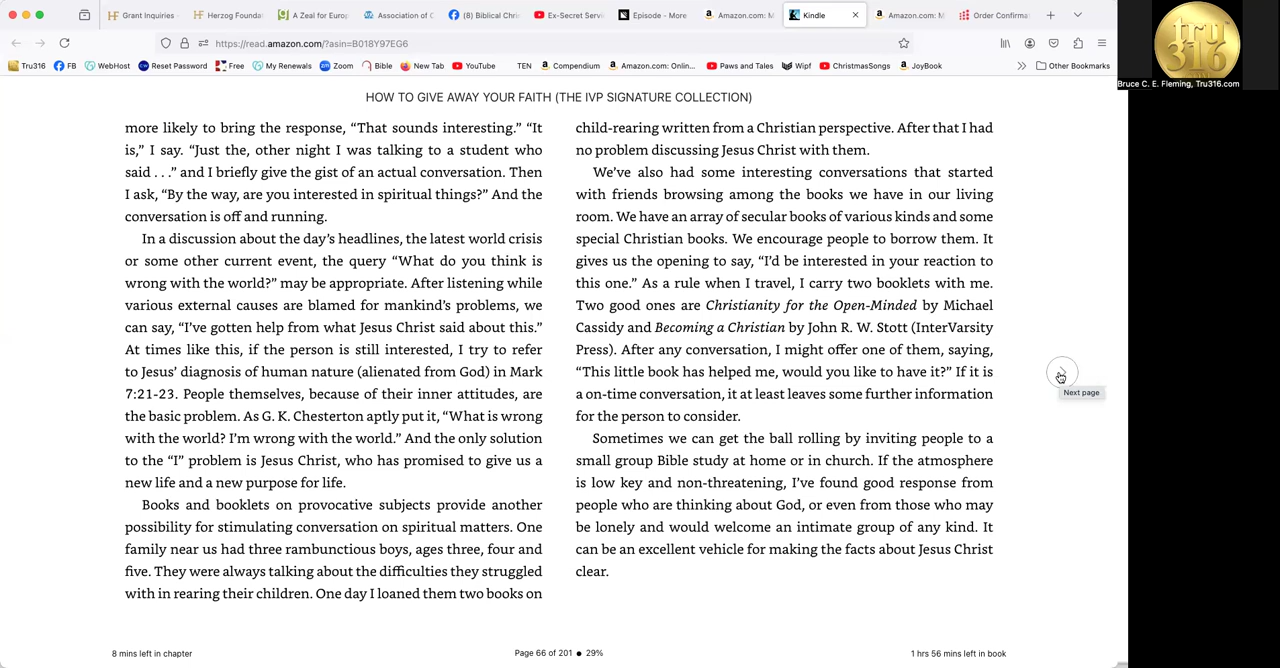 Grant Inquiries
Herzog Founda
A Zeal for Europ
Association of C
(8) Biblical Chri
Ex-Secret Servi
Episode - More
Amazon.com: M
Kindle
Amazon.com: M
Order Confirma
https://read.amazon.com/?asin=B018Y97EG6
Tru316
FB
WebHost
Reset Password
Free
My Renewals
Zoom
Bible
New Tab
YouTube
TEN
Compendium
Amazon.com: Onlin...
Paws and Tales
Wipf
ChristmasSongs
JoyBook
Other Bookmarks
tru
316
Bruce C. E. Fleming, Tru316.com
HOW TO GIVE AWAY YOUR FAITH (THE IVP SIGNATURE COLLECTION)
more likely to bring the response, “That sounds interesting.” “It
is,” I say. “Just the, other night I was talking to a student who
said . . .” and I briefly give the gist of an actual conversation. Then
I ask, “By the way, are you interested in spiritual things?” And the
conversation is off and running.
In a discussion about the day’s headlines, the latest world crisis
or some other current event, the query “What do you think is
wrong with the world?” may be appropriate. After listening while
various external causes are blamed for mankind’s problems, we
can say, “I’ve gotten help from what Jesus Christ said about this.”
At times like this, if the person is still interested, I try to refer
to Jesus’ diagnosis of human nature (alienated from God) in Mark
7:21-23. People themselves, because of their inner attitudes, are
the basic problem. As G. K. Chesterton aptly put it, “What is wrong
with the world? I’m wrong with the world.” And the only solution
to the “I” problem is Jesus Christ, who has promised to give us a
new life and a new purpose for life.
Books and booklets on provocative subjects provide another
possibility for stimulating conversation on spiritual matters. One
family near us had three rambunctious boys, ages three, four and
five. They were always talking about the difficulties they struggled
with in rearing their children. One day I loaned them two books on
child-rearing written from a Christian perspective. After that I had
no problem discussing Jesus Christ with them.
We’ve also had some interesting conversations that started
with friends browsing among the books we have in our living
room. We have an array of secular books of various kinds and some
special Christian books. We encourage people to borrow them. It
gives us the opening to say, “I’d be interested in your reaction to
this one.” As a rule when I travel, I carry two booklets with me.
Two good ones are Christianity for the Open-Minded by Michael
Cassidy and Becoming a Christian by John R. W. Stott (InterVarsity
Press). After any conversation, I might offer one of them, saying,
“This little book has helped me, would you like to have it?” If it is
a on-time conversation, it at least leaves some further information
for the person to consider.
Sometimes we can get the ball rolling by inviting people to a
small group Bible study at home or in church. If the atmosphere
is low key and non-threatening, I’ve found good response from
people who are thinking about God, or even from those who may
be lonely and would welcome an intimate group of any kind. It
can be an excellent vehicle for making the facts about Jesus Christ
clear.
Next page
8 mins left in chapter
Page 66 of 201 ● 29%
1 hrs 56 mins left in book